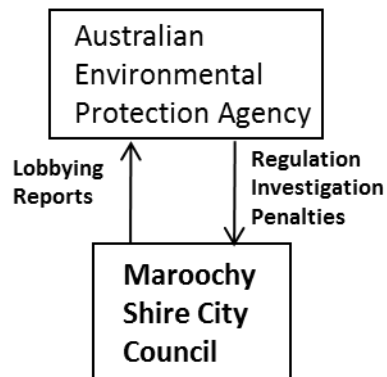 Australian
Environmental
Protection Agency
Lobbying
Reports
Regulation
Investigation
Penalties
Maroochy
Shire City
Council